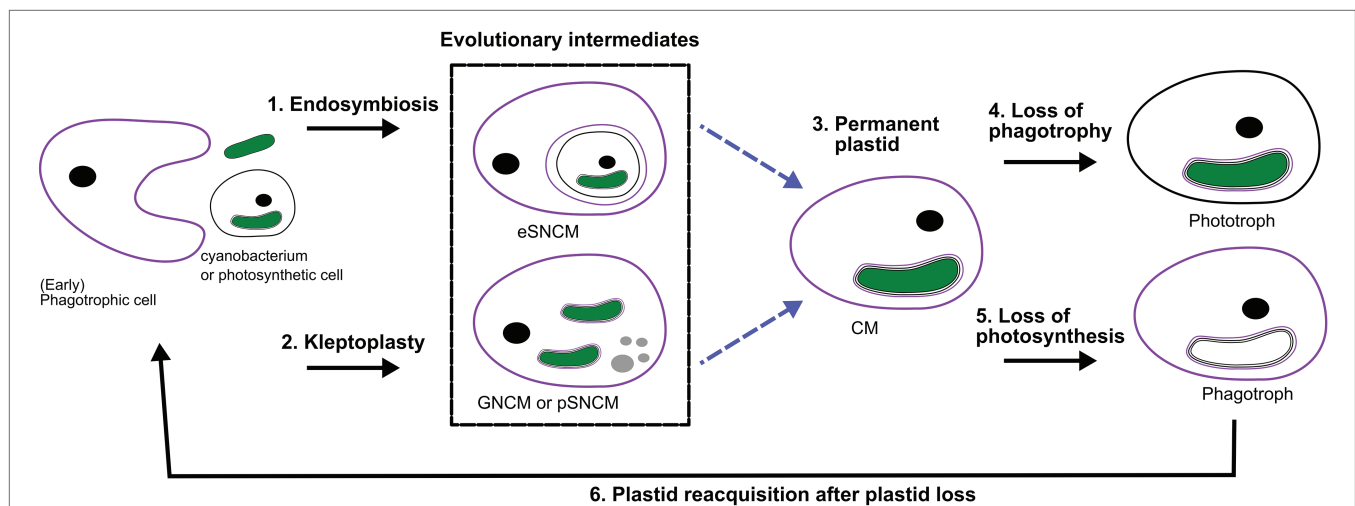 Evolutionary intermediates
1. Endosymbiosis
cyanobacterium
or photosynthetic cell
(Early)
Phagotrophic cell
eSNCM
2. Kleptoplasty
GNCM or pSNCM
3. Permanent
plastid
CM
4. Loss of
phagotrophy
Phototroph
5. Loss of
photosynthesis
Phagotroph
6. Plastid reacquisition after plastid loss